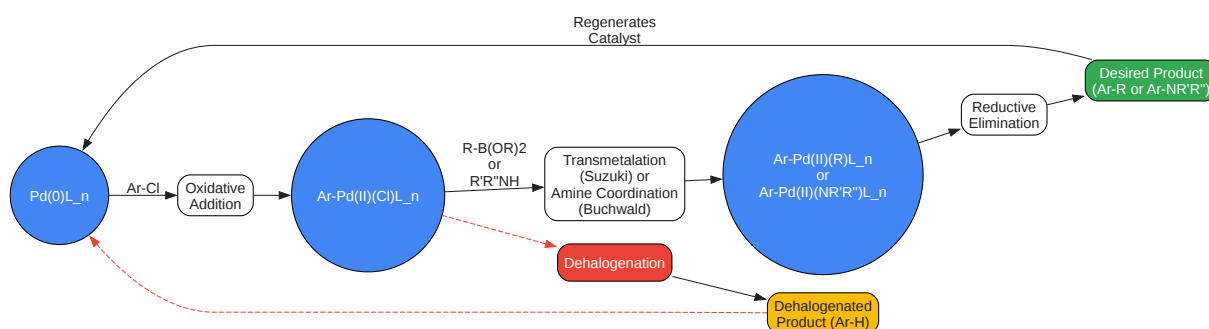 Regenerates
Catalyst
Desired Product
(Ar-R or Ar-NR'R")
Reductive
Elimination
R-B(OR)2
or
R'R"NH
Transmetalation
(Suzuki) or
Amine Coordination
(Buchwald)
Ar-Pd(II)(R)L_n
or
Ar-Pd(II)(NR'R")L_n
Pd(0)L_n
Ar-Cl
Oxidative
Addition
Ar-Pd(II)(Cl)L_n
Dehalogenation
Dehalogenated
Product (Ar-H)